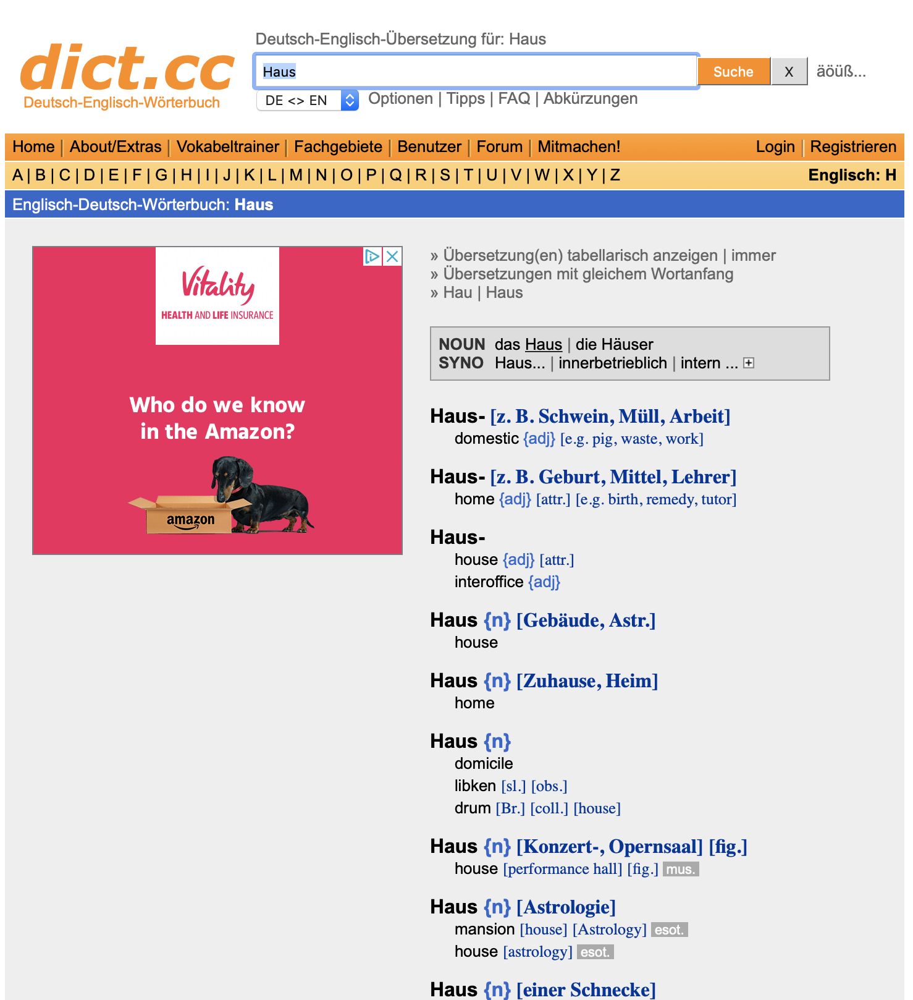 dict.cc
Deutsch-Englisch-Wörterbuch
Deutsch-Englisch-Übersetzung für: Haus
Haus
Suche
X
äöüß...
DE <> EN
Optionen | Tipps | FAQ | Abkürzungen
Home | About/Extras | Vokabeltrainer | Fachgebiete | Benutzer | Forum | Mitmachen!
Login | Registrieren
A | B | C | D | E | F | G | H | I | J | K | L | M | N | O | P | Q | R | S | T | U | V | W | X | Y | Z
Englisch: H
Englisch-Deutsch-Wörterbuch: Haus
Vitality
HEALTH AND LIFE INSURANCE
Who do we know
in the Amazon?
amazon
» Übersetzung(en) tabellarisch anzeigen | immer
» Übersetzungen mit gleichem Wortanfang
» Hau | Haus
NOUN das Haus | die Häuser
SYNO Haus... | innerbetrieblich | intern ...
Haus- [z. B. Schwein, Müll, Arbeit]
domestic {adj} [e.g. pig, waste, work]
Haus- [z. B. Geburt, Mittel, Lehrer]
home {adj} [attr.] [e.g. birth, remedy, tutor]
Haus-
house {adj} [attr.]
interoffice {adj}
Haus {n} [Gebäude, Astr.]
house
Haus {n} [Zuhause, Heim]
home
Haus {n}
domicile
libken [sl.] [obs.]
drum [Br.] [coll.] [house]
Haus {n} [Konzert-, Opernsaal] [fig.]
house [performance hall] [fig.] mus.
Haus {n} [Astrologie]
mansion [house] [Astrology] esot.
house [astrology] esot.
Haus {n} [einer Schnecke]